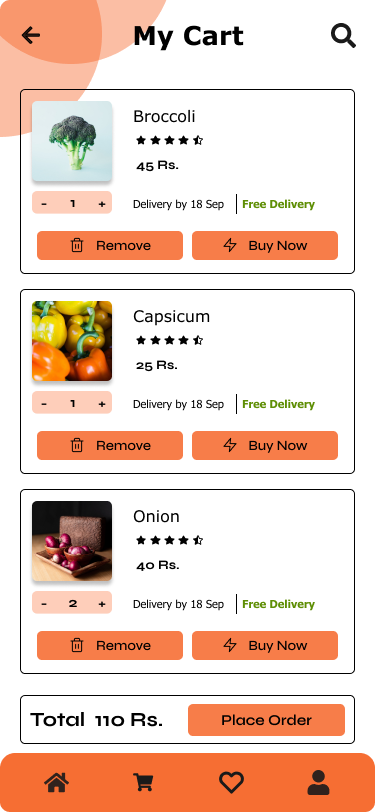 My Cart
Broccoli
45 Rs.
- 1 +
Delivery by 18 Sep
Free Delivery
Remove
Buy Now
Capsicum
25 Rs.
- 1 +
Delivery by 18 Sep
Free Delivery
Remove
Buy Now
Onion
40 Rs.
- 2 +
Delivery by 18 Sep
Free Delivery
Remove
Buy Now
Total 110 Rs.
Place Order